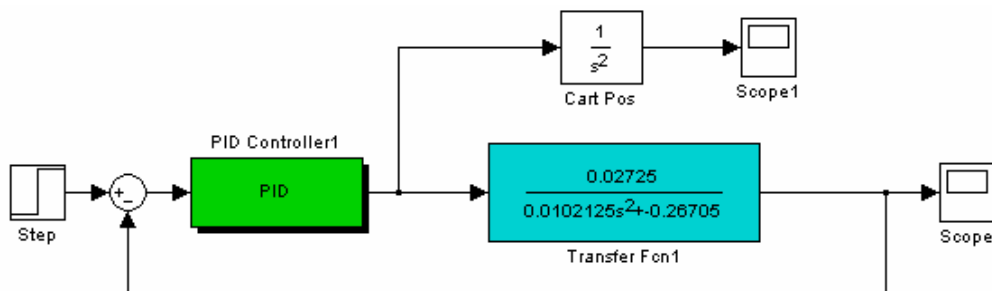 1
s2
Cart Pos
Scope1
PID Controller1
PID
+
-
Step
0.02725
0.0102125s2+-0.26705
Transfer Fcn1
Scope